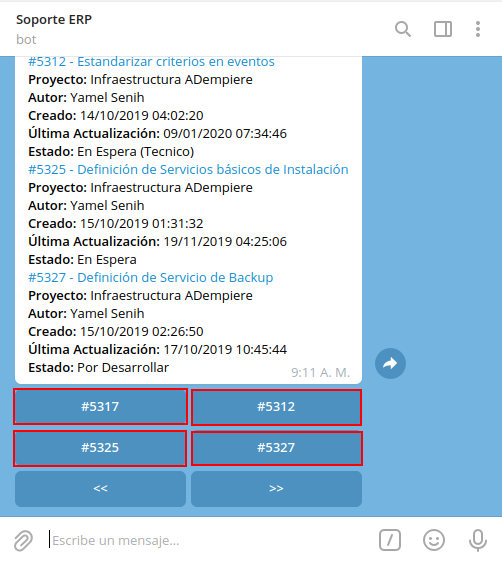 Soporte ERP
bot
#5312 - Estandarizar criterios en eventos
Proyecto: Infraestructura ADempiere
Autor: Yamel Senih
Creado: 14/10/2019 04:02:20
Última Actualización: 09/01/2020 07:34:46
Estado: En Espera (Tecnico)
#5325 - Definición de Servicios básicos de Instalación
Proyecto: Infraestructura ADempiere
Autor: Yamel Senih
Creado: 15/10/2019 01:31:32
Última Actualización: 19/11/2019 04:25:06
Estado: En Espera
#5327 - Definición de Servicio de Backup
Proyecto: Infraestructura ADempiere
Autor: Yamel Senih
Creado: 15/10/2019 02:26:50
Última Actualización: 17/10/2019 10:45:44
Estado: Por Desarrollar
9:11 A. M.
#5317 #5312
#5325 #5327
<< >>
Escribe un mensaje...